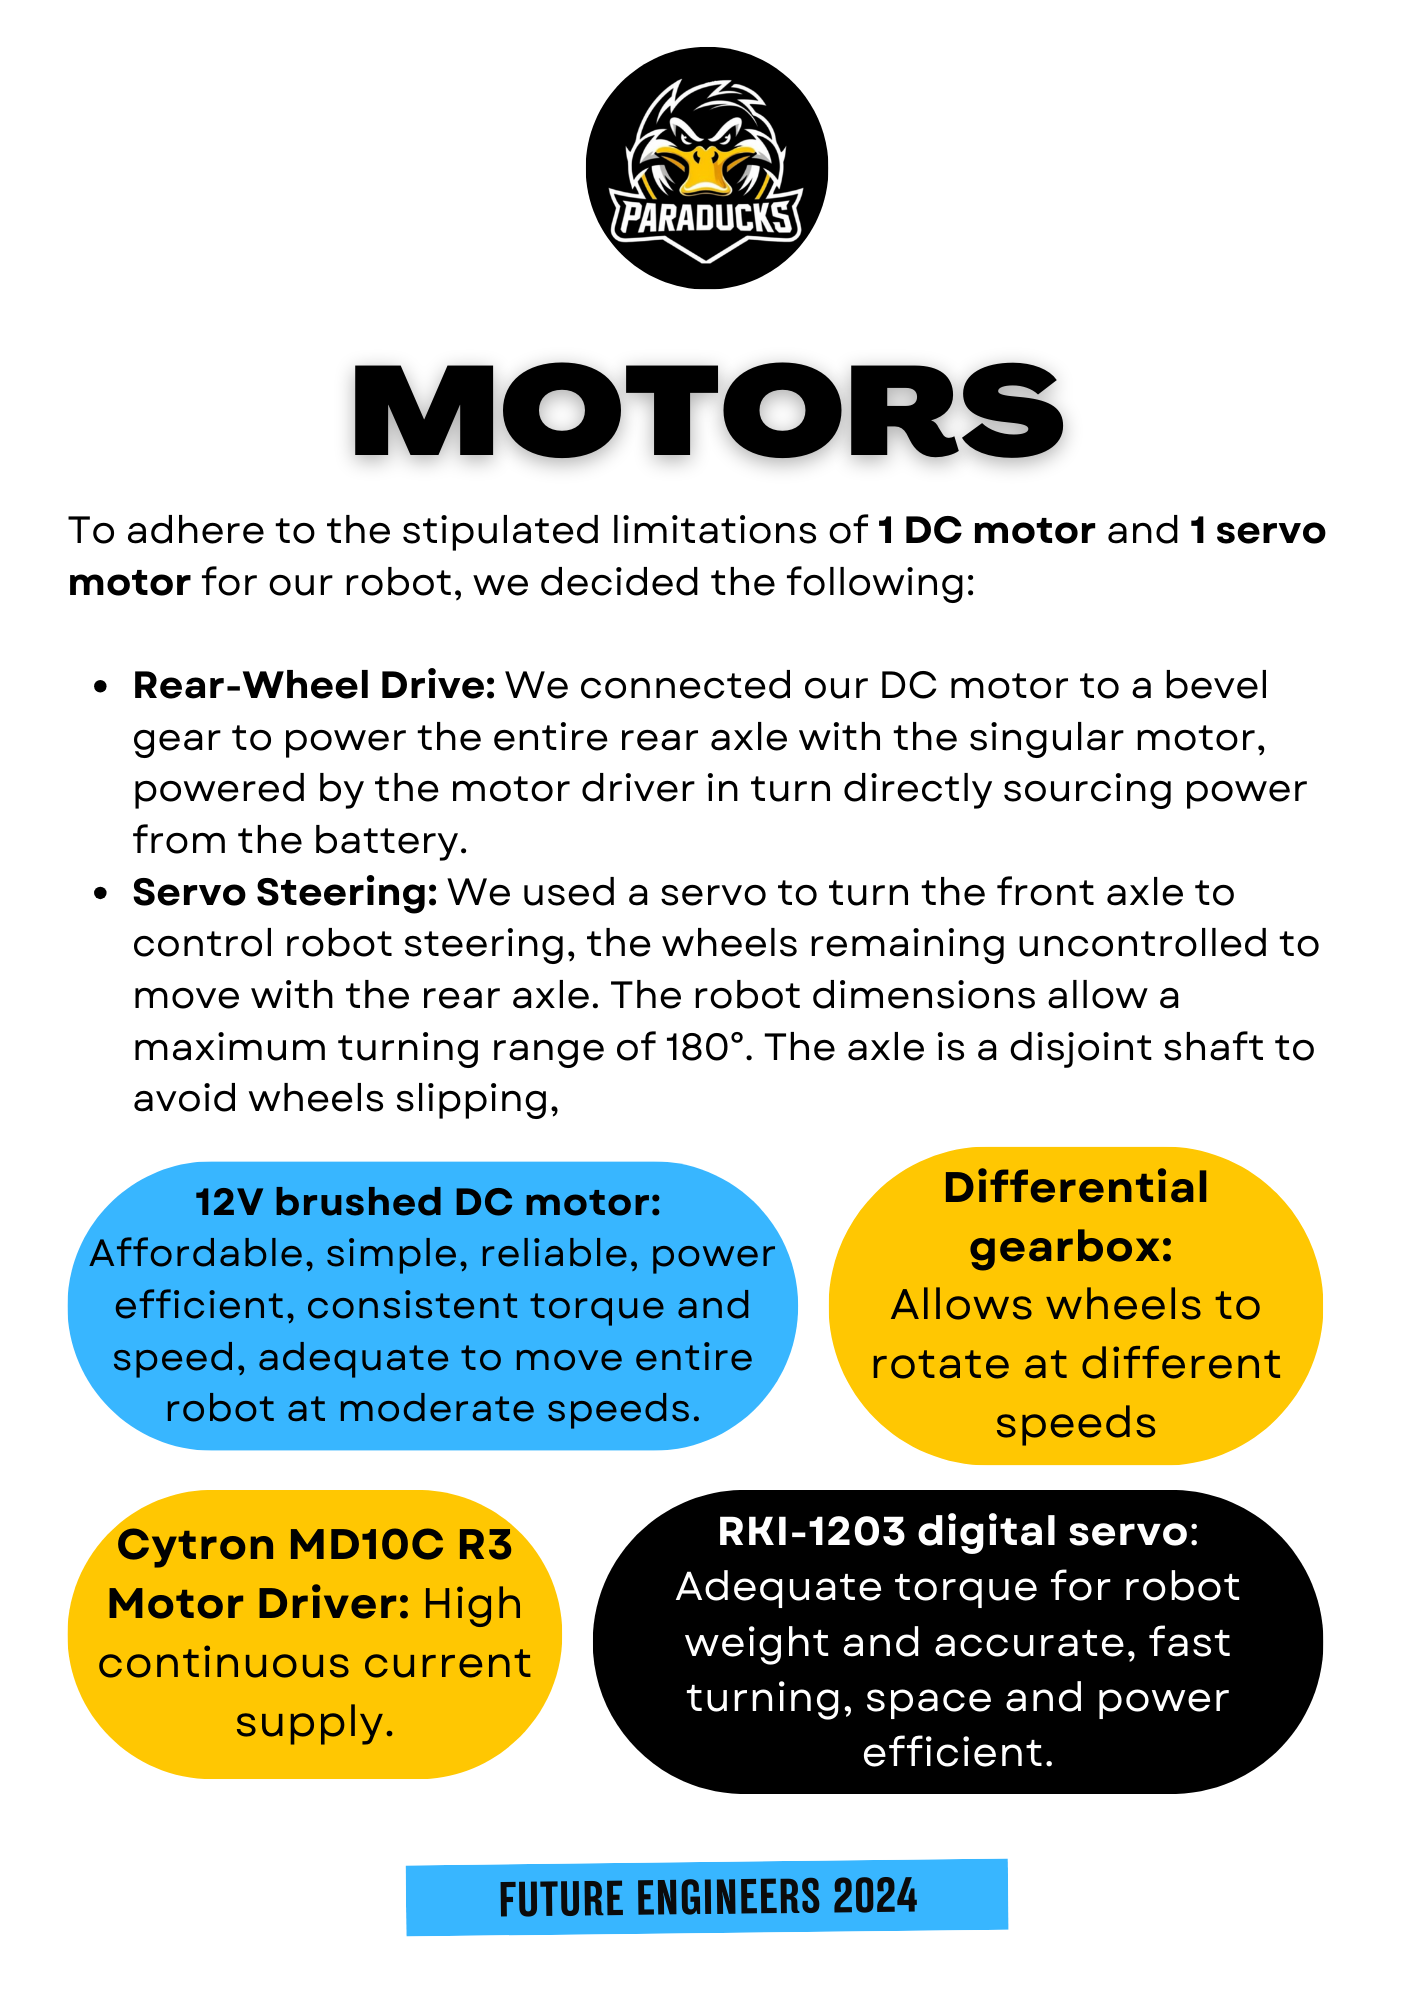 PARADUCKS
MOTORS
To adhere to the stipulated limitations of 1 DC motor and 1 servo
motor for our robot, we decided the following:
• Rear-Wheel Drive: We connected our DC motor to a bevel
gear to power the entire rear axle with the singular motor,
powered by the motor driver in turn directly sourcing power
from the battery.
• Servo Steering: We used a servo to turn the front axle to
control robot steering, the wheels remaining uncontrolled to
move with the rear axle. The robot dimensions allow a
maximum turning range of 180°. The axle is a disjoint shaft to
avoid wheels slipping,
12V brushed DC motor:
Affordable, simple, reliable, power
efficient, consistent torque and
speed, adequate to move entire
robot at moderate speeds.
Differential
gearbox:
Allows wheels to
rotate at different
speeds
Cytron MD10C R3
Motor Driver: High
continuous current
supply.
RKI-1203 digital servo:
Adequate torque for robot
weight and accurate, fast
turning, space and power
efficient.
FUTURE ENGINEERS 2024